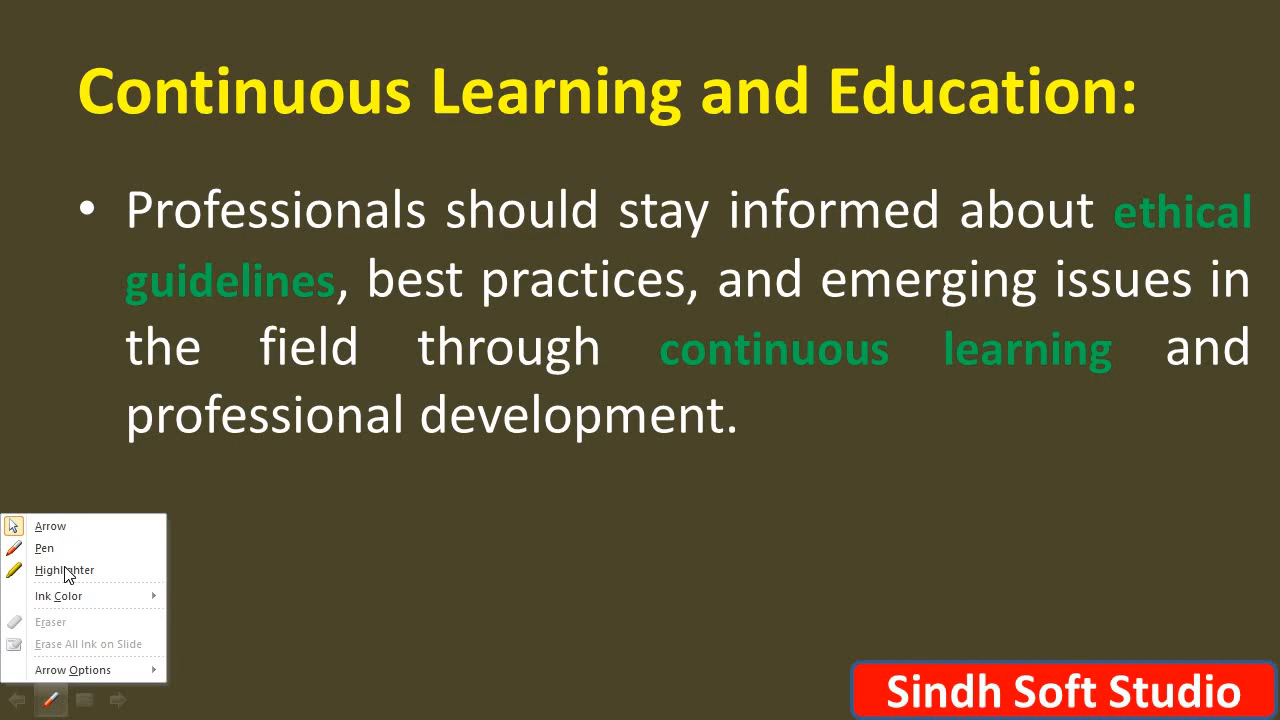 Continuous Learning and Education:
• Professionals should stay informed about ethical
guidelines, best practices, and emerging issues in
the field through continuous learning and
professional development.
Arrow
Pen
Highlighter
Ink Color
Eraser
Erase All Ink on Slide
Arrow Options
Sindh Soft Studio